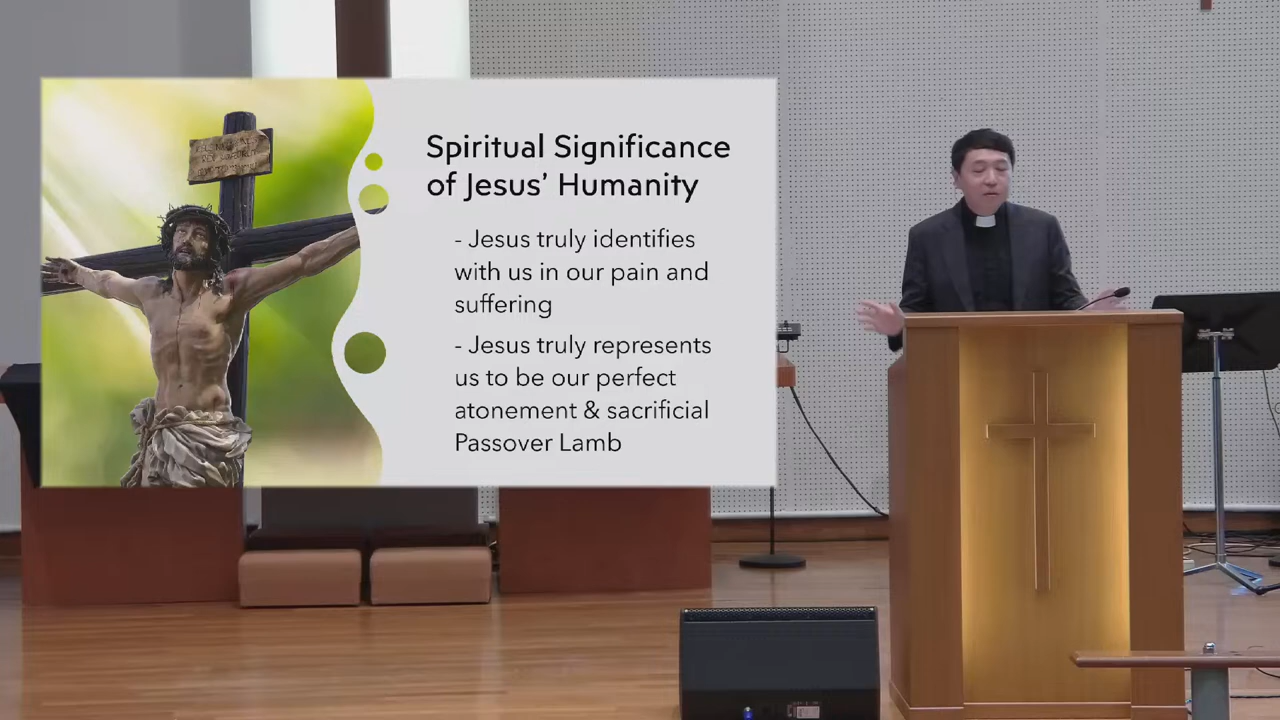 Spiritual Significance
of Jesus' Humanity
- Jesus truly identifies
with us in our pain and
suffering
- Jesus truly represents
us to be our perfect
atonement & sacrificial
Passover Lamb